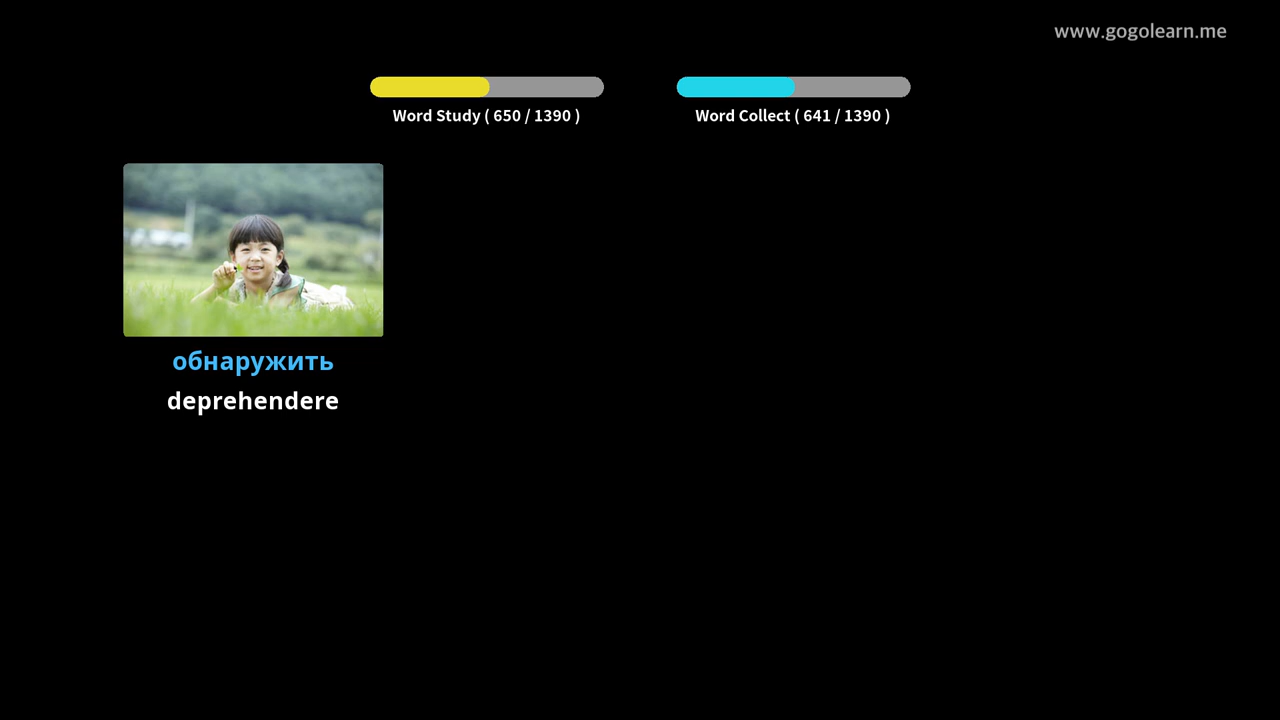 www.gogolearn.me
Word Study ( 650 / 1390 )
Word Collect ( 641 / 1390 )
обнаружить
deprehendere